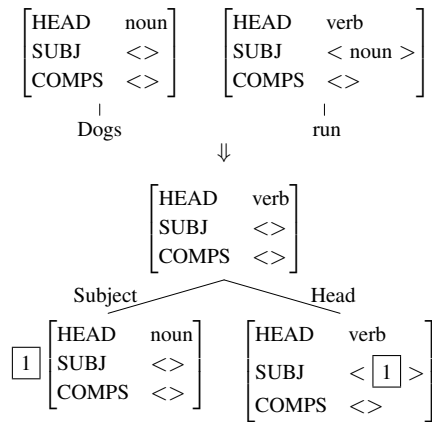 HEAD noun HEAD verb
SUBJ <> SUBJ < noun >
COMPS <> COMPS <>
Dogs run
⇓
HEAD verb
SUBJ <>
COMPS <>
Subject Head
HEAD noun HEAD verb
1 SUBJ <> SUBJ < 1 >
COMPS <> COMPS <>